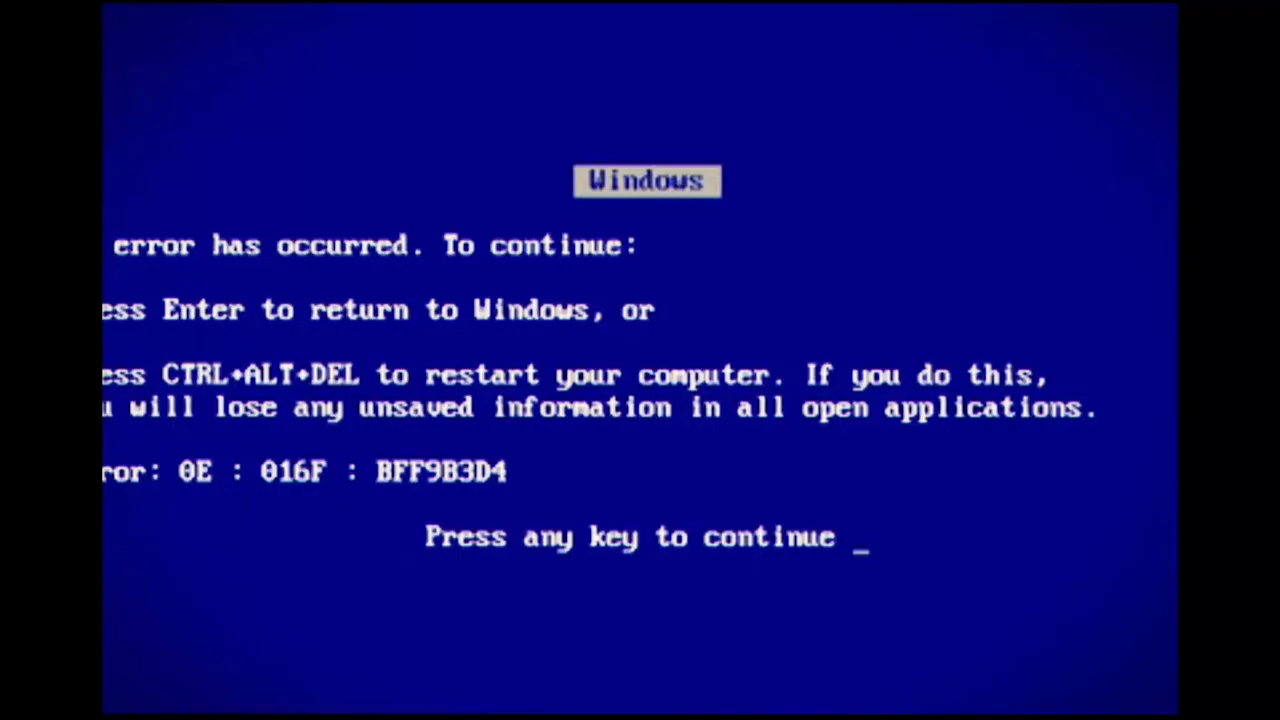 Windows
error has occurred. To continue:
ess Enter to return to Windows, or
ess CTRL+ALT+DEL to restart your computer. If you do this,
u will lose any unsaved information in all open applications.
ror: 0E : 016F : BFF9B3D4
Press any key to continue _